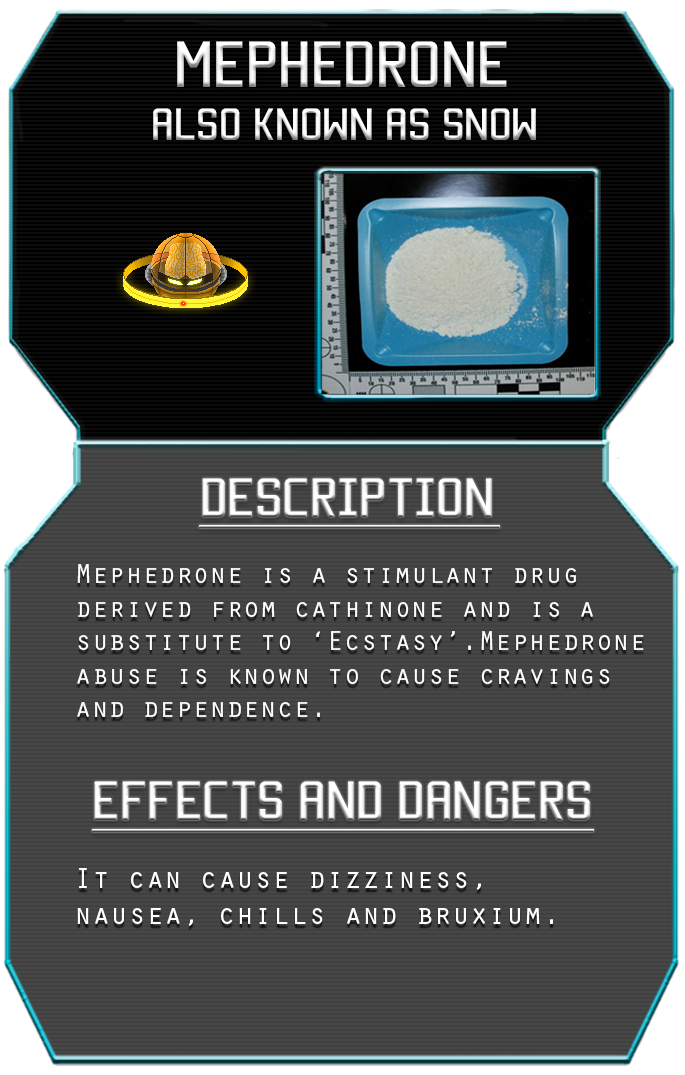 MEPHEDRONE
ALSO KNOWN AS SNOW
DESCRIPTION
MEPHEDRONE IS A STIMULANT DRUG
DERIVED FROM CATHINONE AND IS A
SUBSTITUTE TO ‘ECSTASY’.MEPHEDRONE
ABUSE IS KNOWN TO CAUSE CRAVINGS
AND DEPENDENCE.
EFFECTS AND DANGERS
IT CAN CAUSE DIZZINESS,
NAUSEA, CHILLS AND BRUXIUM.